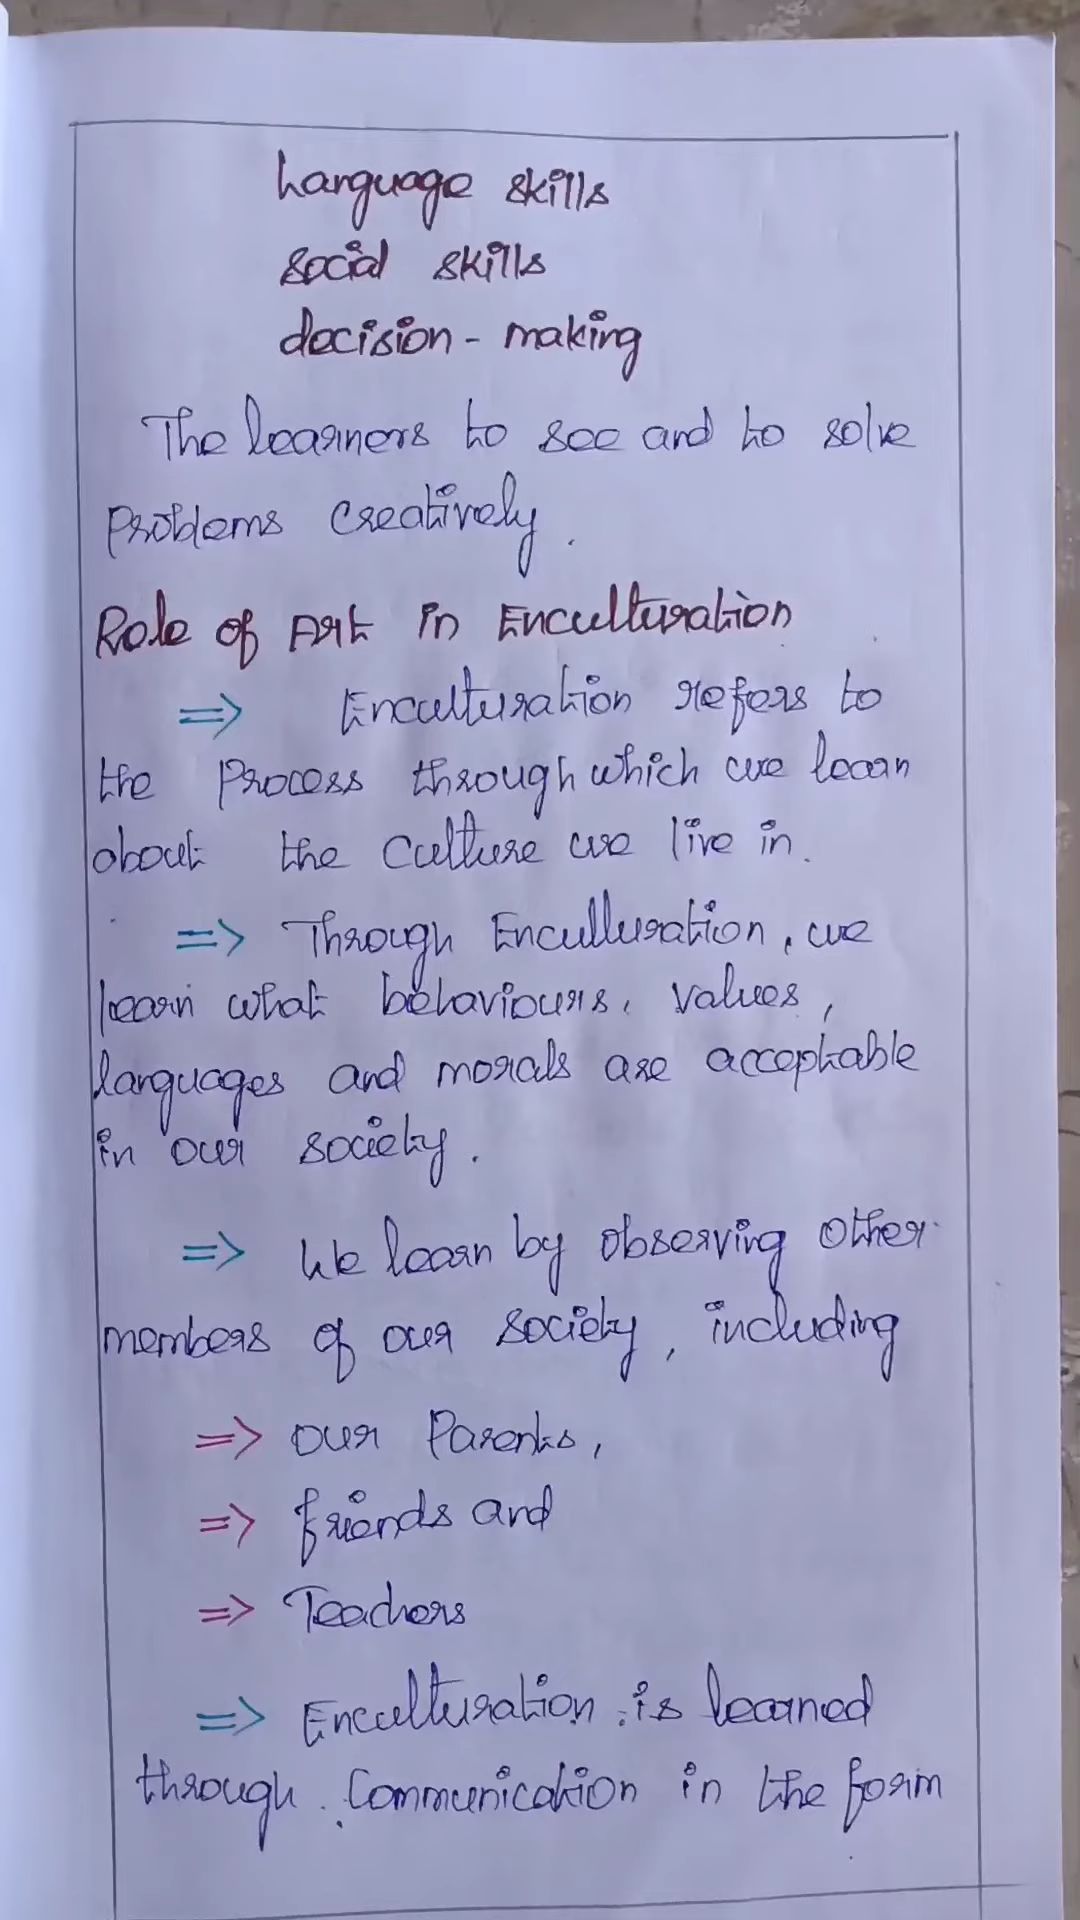 Language skills
social skills
decision - making
The learners to see and to solve
Problems creatively.
Role of Art in Enculturation
=> Enculturation refers to
the Process through which we learn
about the Culture we live in.
=> Through Enculturation, we
learn what behaviours, values,
languages and morals are acceptable
in our society.
=> We learn by observing other
members of our society, including
=> our Parents,
=> friends and
=> Teachers
=> Enculturation is learned
through Communication in the form